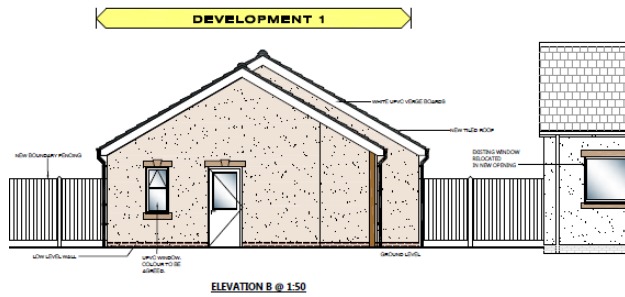 DEVELOPMENT 1
WHITE UPVC VERGE BOARDS
NEW TILED ROOF
NEW BOUNDARY FENCING
EXISTING WINDOW
RELOCATED
IN NEW OPENING
LOW LEVEL WALL
UPVC WINDOW.
COLOUR TO BE
AGREED.
GROUND LEVEL
ELEVATION B @ 1:50